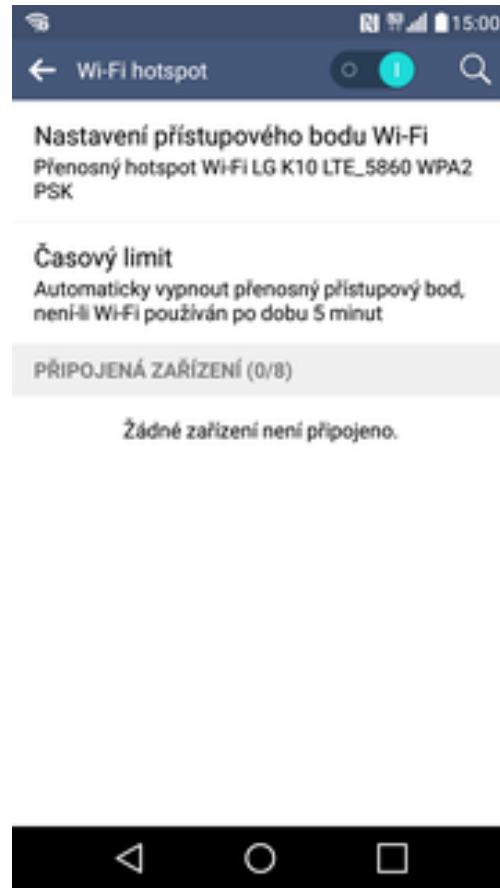 15:00
Wi-Fi hotspot
Nastavení přístupového bodu Wi-Fi
Přenosný hotspot Wi-Fi LG K10 LTE_5860 WPA2
PSK
Časový limit
Automaticky vypnout přenosný přístupový bod,
není-li Wi-Fi používán po dobu 5 minut
PŘIPOJENÁ ZAŘÍZENÍ (0/8)
Žádné zařízení není připojeno.